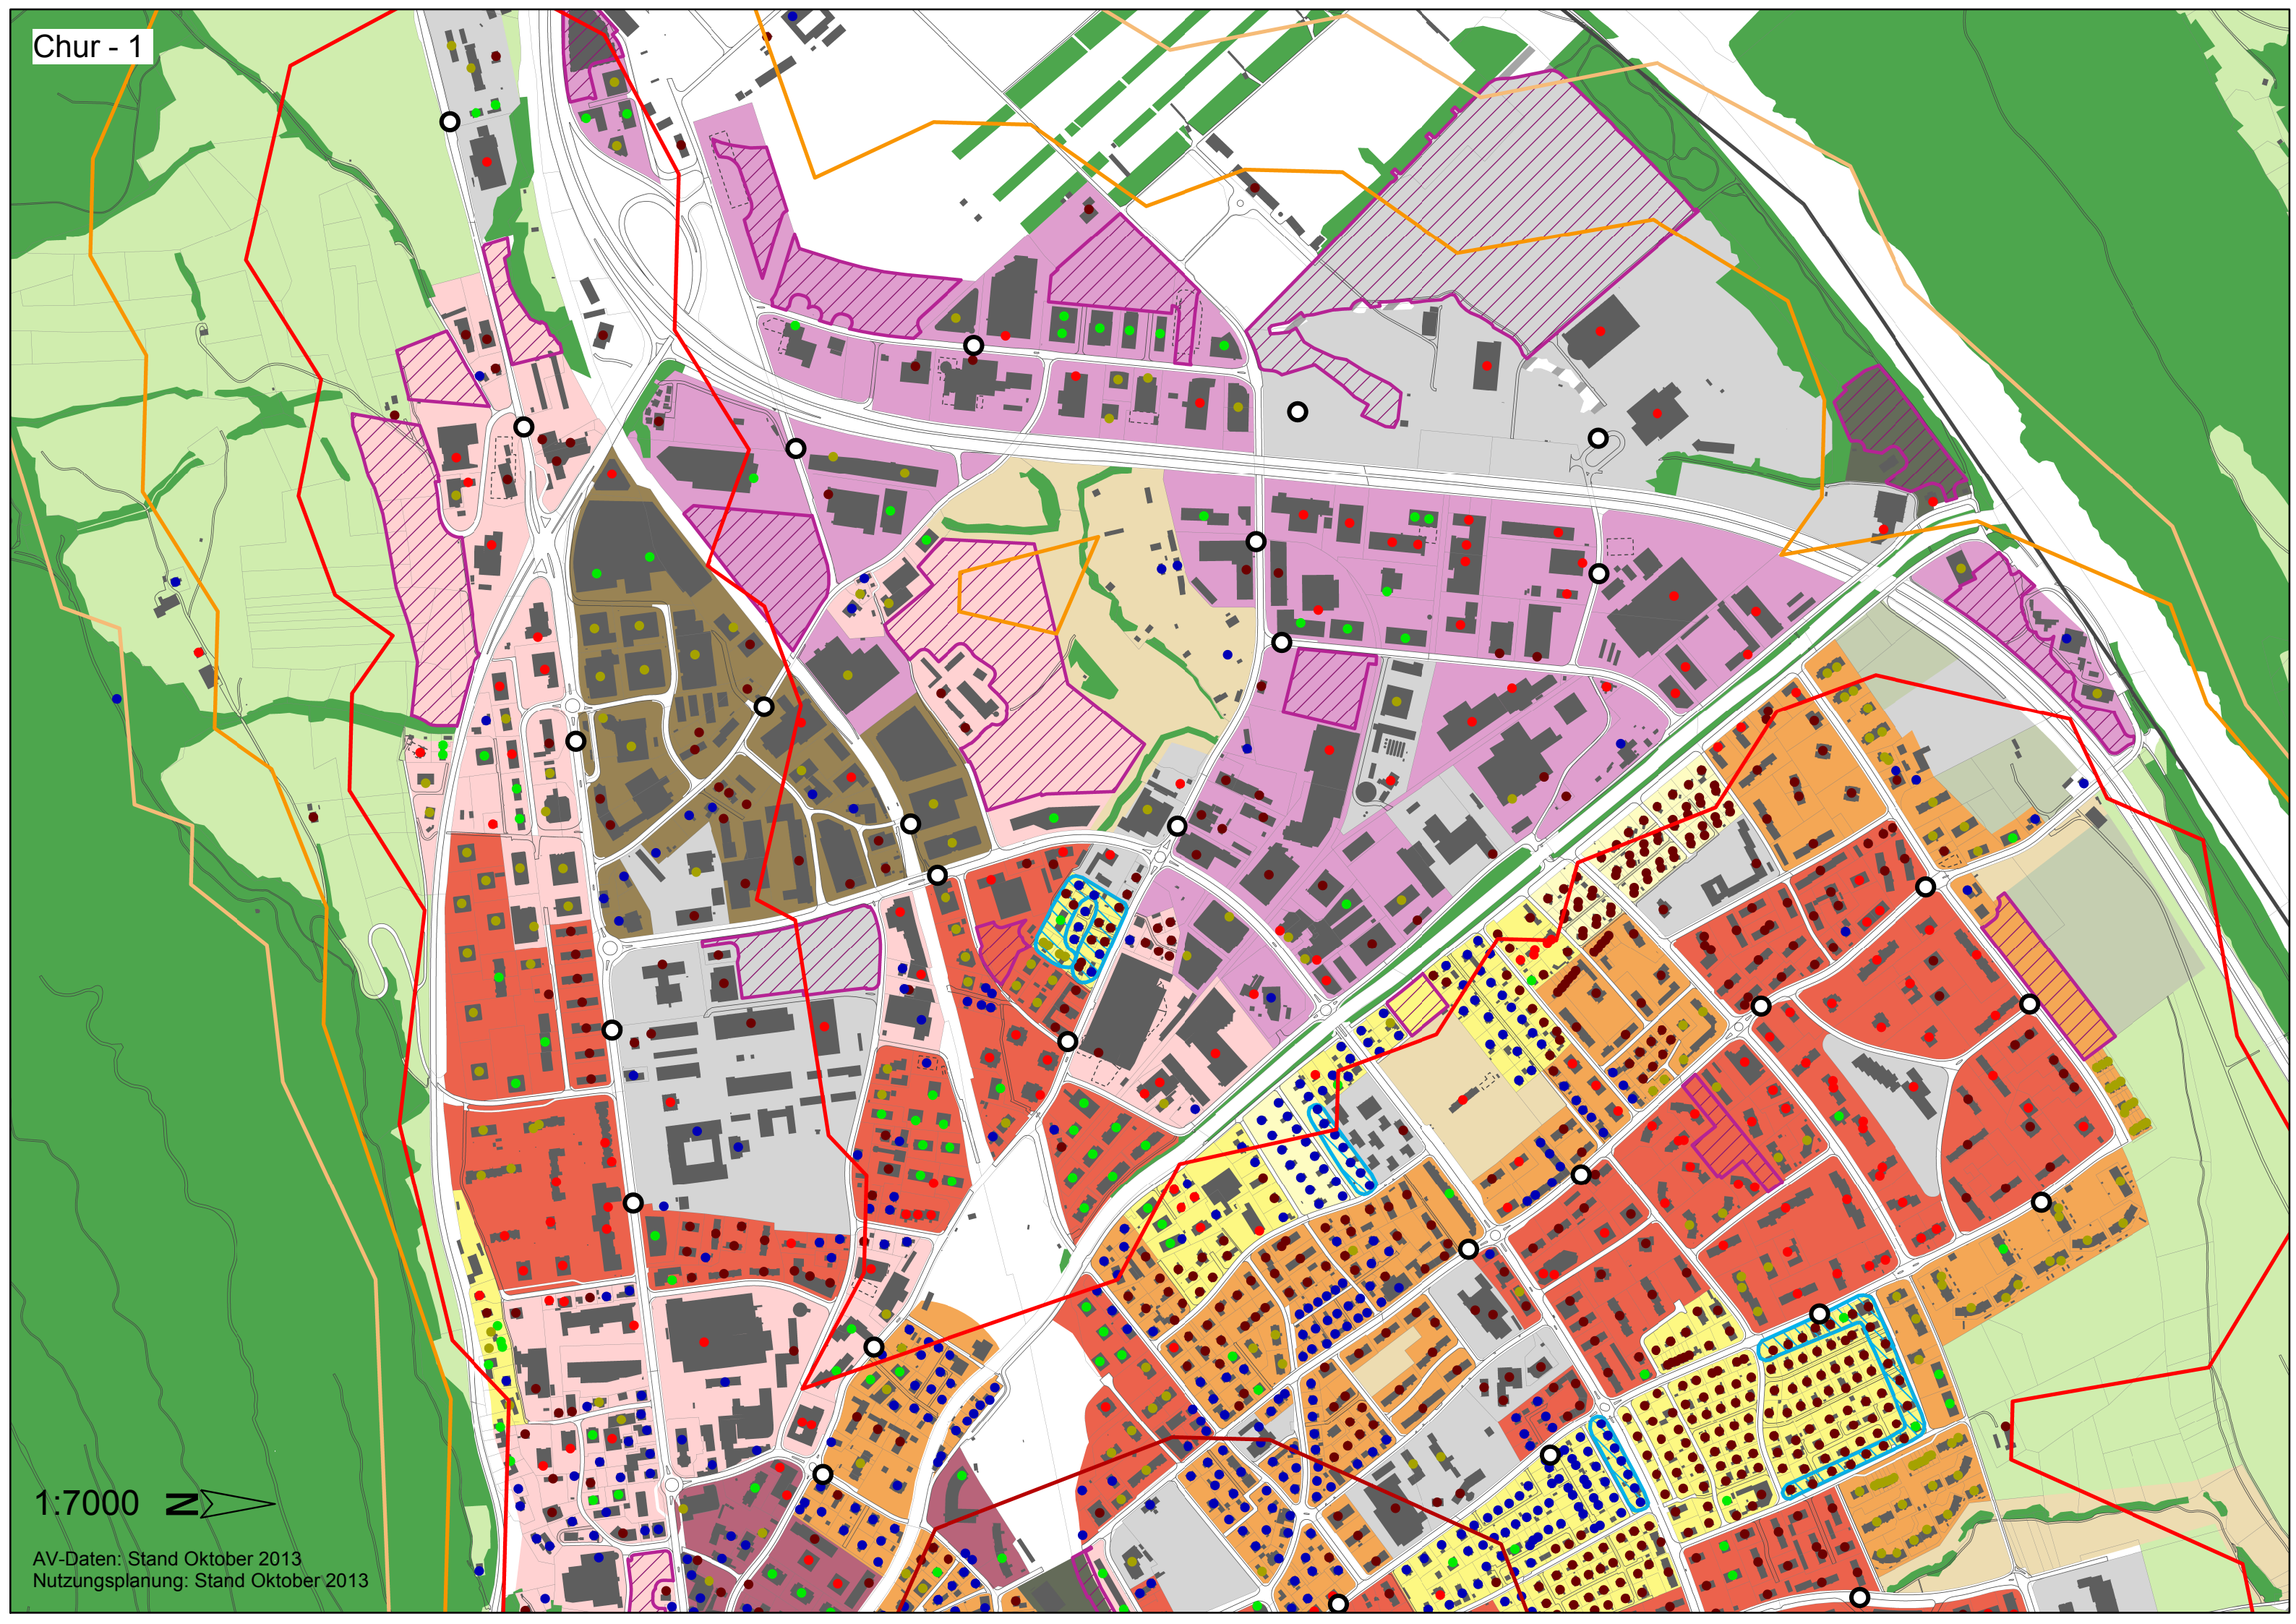 Chur - 1
1:7000 N
AV-Daten: Stand Oktober 2013
Nutzungsplanung: Stand Oktober 2013